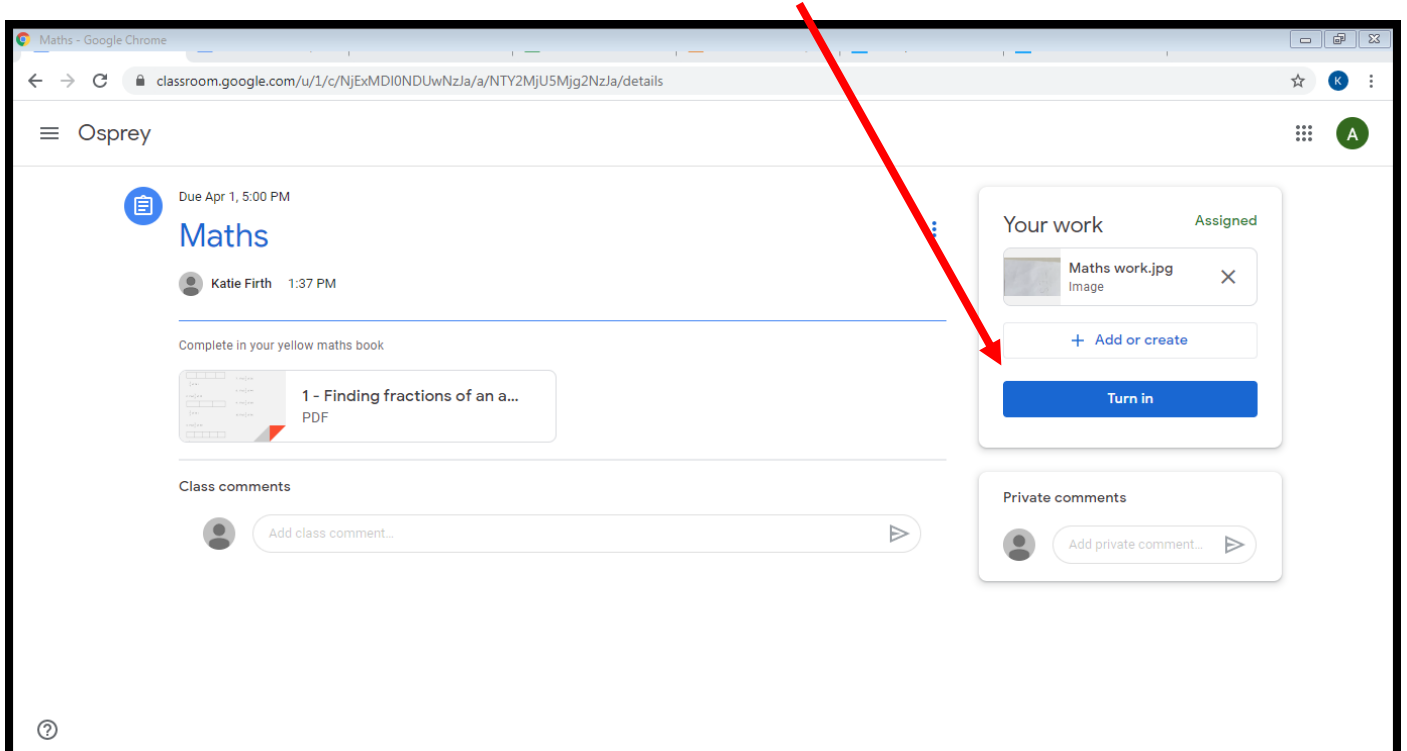 Maths - Google Chrome
classroom.google.com/u/1/c/NjExMDI0NDUwNzJa/a/NTY2MjU5Mjg2NzJa/details
K
Osprey
A
Due Apr 1, 5:00 PM
Maths
Katie Firth 1:37 PM
Complete in your yellow maths book
1 - Finding fractions of an a...
PDF
Class comments
Add class comment...
Your work Assigned
Maths work.jpg
Image
+ Add or create
Turn in
Private comments
Add private comment...